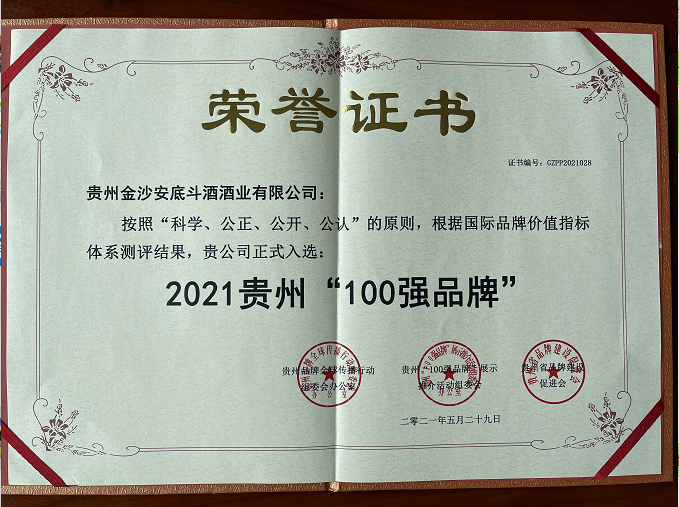 荣誉证书
证书编号：GZPP2021028
贵州金沙安底斗酒酒业有限公司：
按照“科学、公正、公开、公认”的原则，根据国际品牌价值指标
体系测评结果，贵公司正式入选：
2021贵州“100强品牌”
贵州品牌全球传播行动
组委会办公室
贵州“100强品牌”展示
推介活动组委会
贵州省品牌建设
促进会
二零二一年五月二十九日